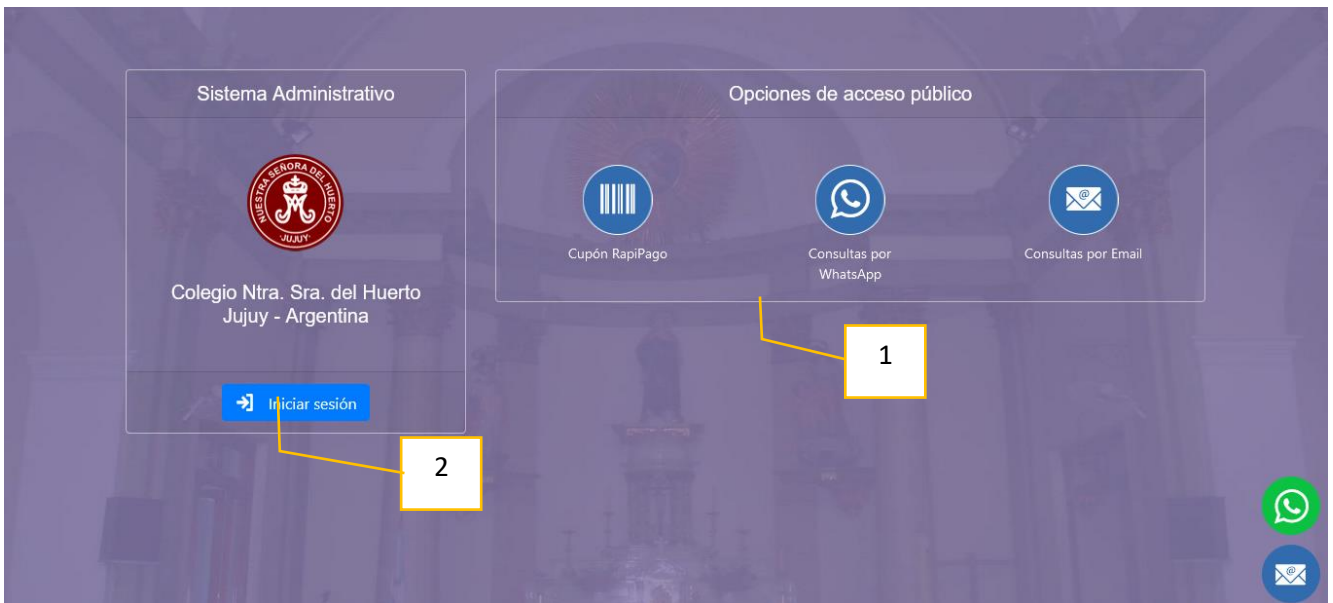 Sistema Administrativo
NUESTRA SEÑORA DEL HUERTO
·JUJUY·
Colegio Ntra. Sra. del Huerto
Jujuy - Argentina
Iniciar sesión
2
Opciones de acceso público
Cupón RapiPago
Consultas por
WhatsApp
@
Consultas por Email
1
@